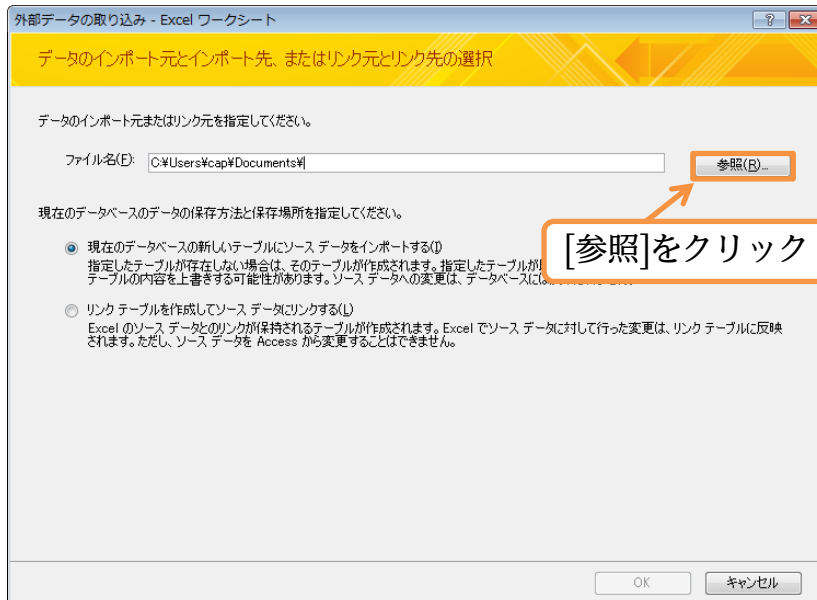 外部データの取り込み - Excel ワークシート
データのインポート元とインポート先、またはリンク元とリンク先の選択
データのインポート元またはリンク元を指定してください。
ファイル名(F): C:¥Users¥cap¥Documents¥ 参照(R)...
現在のデータベースのデータの保存方法と保存場所を指定してください。
[参照]をクリック
現在のデータベースの新しいテーブルにソース データをインポートする(I)
指定したテーブルが存在しない場合は、そのテーブルが作成されます。指定したテーブルが
テーブルの内容を上書きする可能性があります。ソース データへの変更は、データベースには
リンク テーブルを作成してソース データにリンクする(L)
Excel のソース データとのリンクが保持されるテーブルが作成されます。Excel でソース データに対して行った変更は、リンク テーブルに反映
されます。ただし、ソース データを Access から変更することはできません。
OK キャンセル